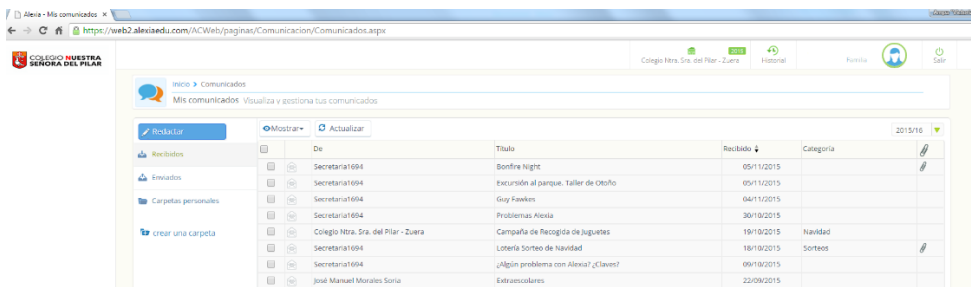 Alexia - Mis comunicados
https://web2.alexiaedu.com/ACWeb/paginas/Comunicacion/Comunicados.aspx
COLEGIO NUESTRA
SEÑORA DEL PILAR
2015
Colegio Ntra. Sra. del Pilar - Zuera Historial Familia Salir
Inicio > Comunicados
Mis comunicados Visualiza y gestiona tus comunicados
Redactar Mostrar Actualizar 2015/16
De Título Recibido Categoría
Recibidos
Secretaria1694 Bonfire Night 05/11/2015
Enviados
Secretaria1694 Excursión al parque. Taller de Otoño 05/11/2015
Carpetas personales
Secretaria1694 Guy Fawkes 04/11/2015
Secretaria1694 Problemas Alexia 30/10/2015
crear una carpeta
Colegio Ntra. Sra. del Pilar - Zuera Campaña de Recogida de Juguetes 19/10/2015 Navidad
Secretaria1694 Lotería Sorteo de Navidad 18/10/2015 Sorteos
Secretaria1694 ¿Algún problema con Alexia? ¿Claves? 09/10/2015
José Manuel Morales Soria Extraescolares 22/09/2015